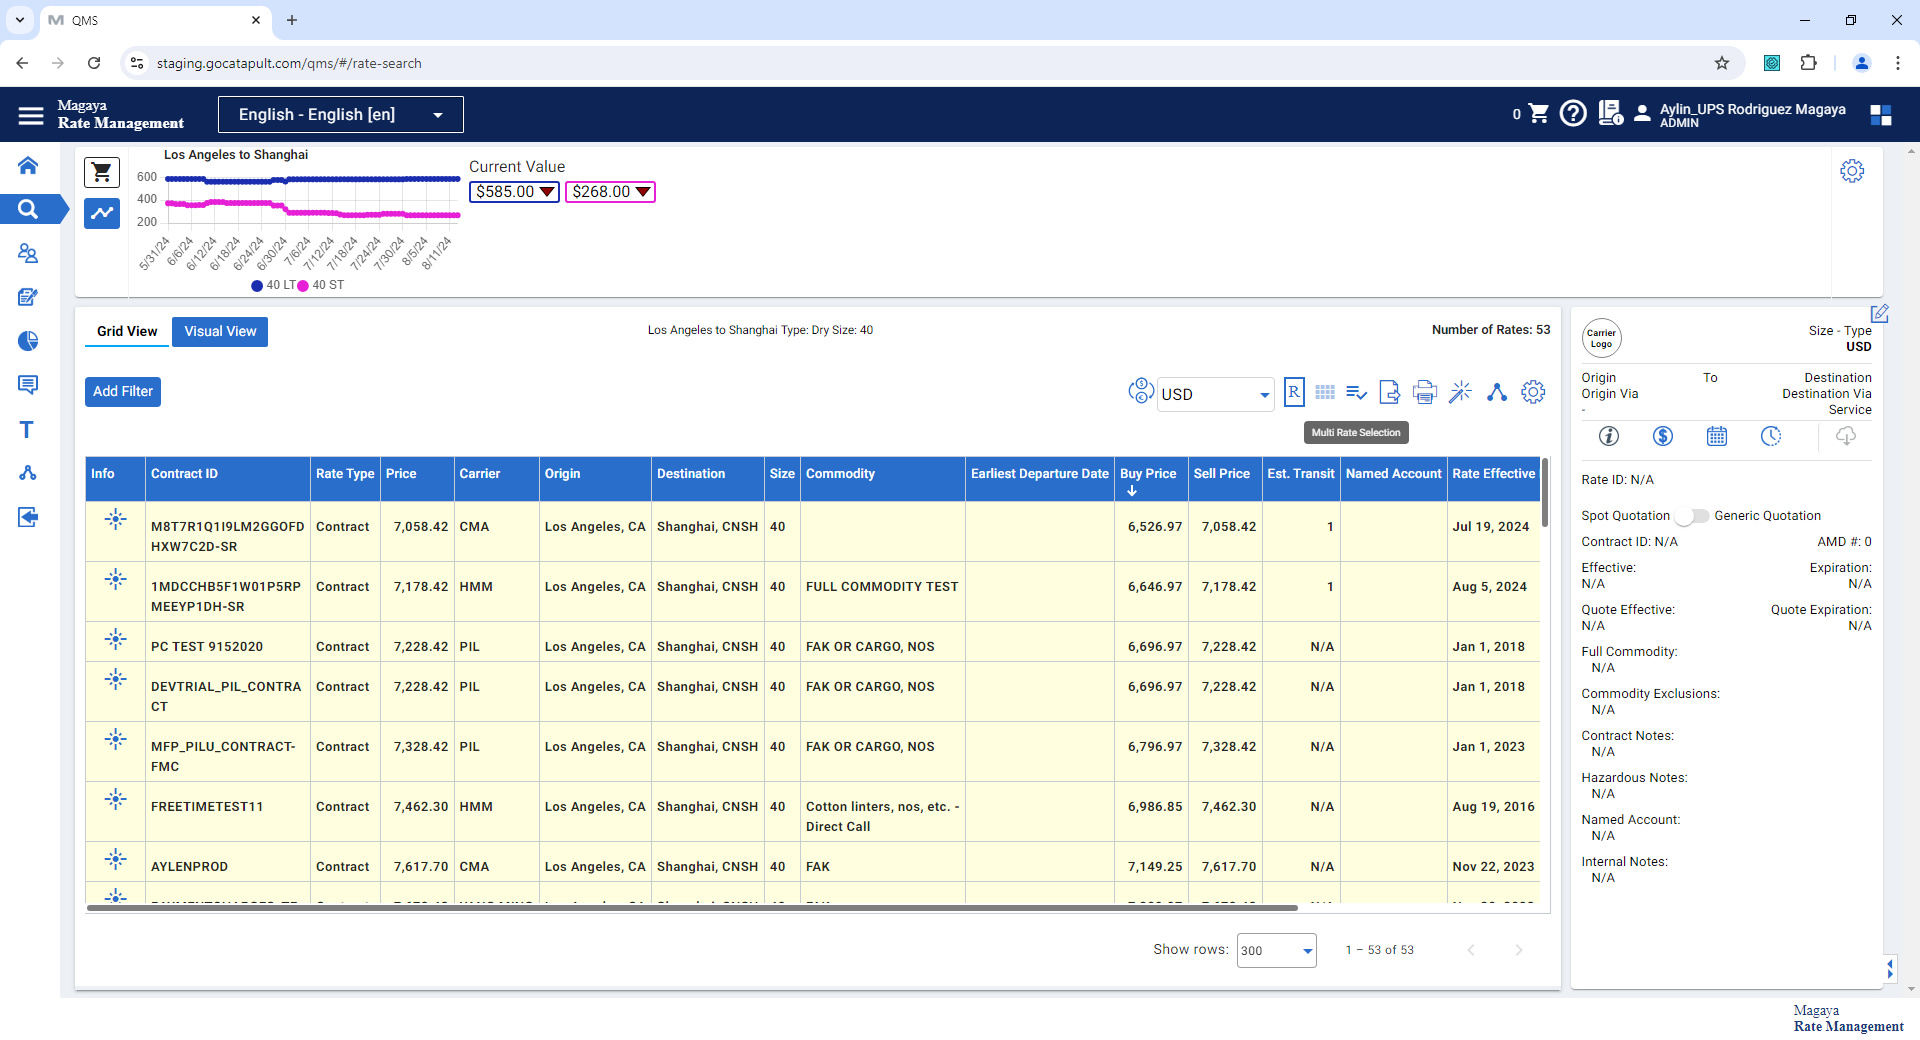 QMS
staging.gocatapult.com/qms/#/rate-search
Magaya
Rate Management
English - English [en]
0
Aylin_UPS Rodriguez Magaya
ADMIN
Los Angeles to Shanghai
600
400
200
5/31/24 6/6/24 6/12/24 6/18/24 6/24/24 6/30/24 7/6/24 7/12/24 7/18/24 7/24/24 7/30/24 8/5/24 8/11/24
40 LT 40 ST
Current Value
$585.00 $268.00
Grid View Visual View
Los Angeles to Shanghai Type: Dry Size: 40
Number of Rates: 53
Add Filter
USD
R
Multi Rate Selection
Info Contract ID Rate Type Price Carrier Origin Destination Size Commodity Earliest Departure Date Buy Price Sell Price Est. Transit Named Account Rate Effective
M8T7R1Q1I9LM2GGOFD Contract 7,058.42 CMA Los Angeles, CA Shanghai, CNSH 40 6,526.97 7,058.42 1 Jul 19, 2024
HXW7C2D-SR
1MDCCHB5F1W01P5RP Contract 7,178.42 HMM Los Angeles, CA Shanghai, CNSH 40 FULL COMMODITY TEST 6,646.97 7,178.42 1 Aug 5, 2024
MEEYP1DH-SR
PC TEST 9152020 Contract 7,228.42 PIL Los Angeles, CA Shanghai, CNSH 40 FAK OR CARGO, NOS 6,696.97 7,228.42 N/A Jan 1, 2018
DEVTRIAL_PIL_CONTRA Contract 7,228.42 PIL Los Angeles, CA Shanghai, CNSH 40 FAK OR CARGO, NOS 6,696.97 7,228.42 N/A Jan 1, 2018
CT
MFP_PILU_CONTRACT- Contract 7,328.42 PIL Los Angeles, CA Shanghai, CNSH 40 FAK OR CARGO, NOS 6,796.97 7,328.42 N/A Jan 1, 2023
FMC
FREETIMETEST11 Contract 7,462.30 HMM Los Angeles, CA Shanghai, CNSH 40 Cotton linters, nos, etc. - 6,986.85 7,462.30 N/A Aug 19, 2016
Direct Call
AYLENPROD Contract 7,617.70 CMA Los Angeles, CA Shanghai, CNSH 40 FAK 7,149.25 7,617.70 N/A Nov 22, 2023
Show rows: 300 1 – 53 of 53
Carrier
Logo
Size - Type
USD
Origin To Destination
Origin Via Destination Via
- Service
Rate ID: N/A
Spot Quotation Generic Quotation
Contract ID: N/A AMD #: 0
Effective: Expiration:
N/A N/A
Quote Effective: Quote Expiration:
N/A N/A
Full Commodity:
N/A
Commodity Exclusions:
N/A
Contract Notes:
N/A
Hazardous Notes:
N/A
Named Account:
N/A
Internal Notes:
N/A
Magaya
Rate Management